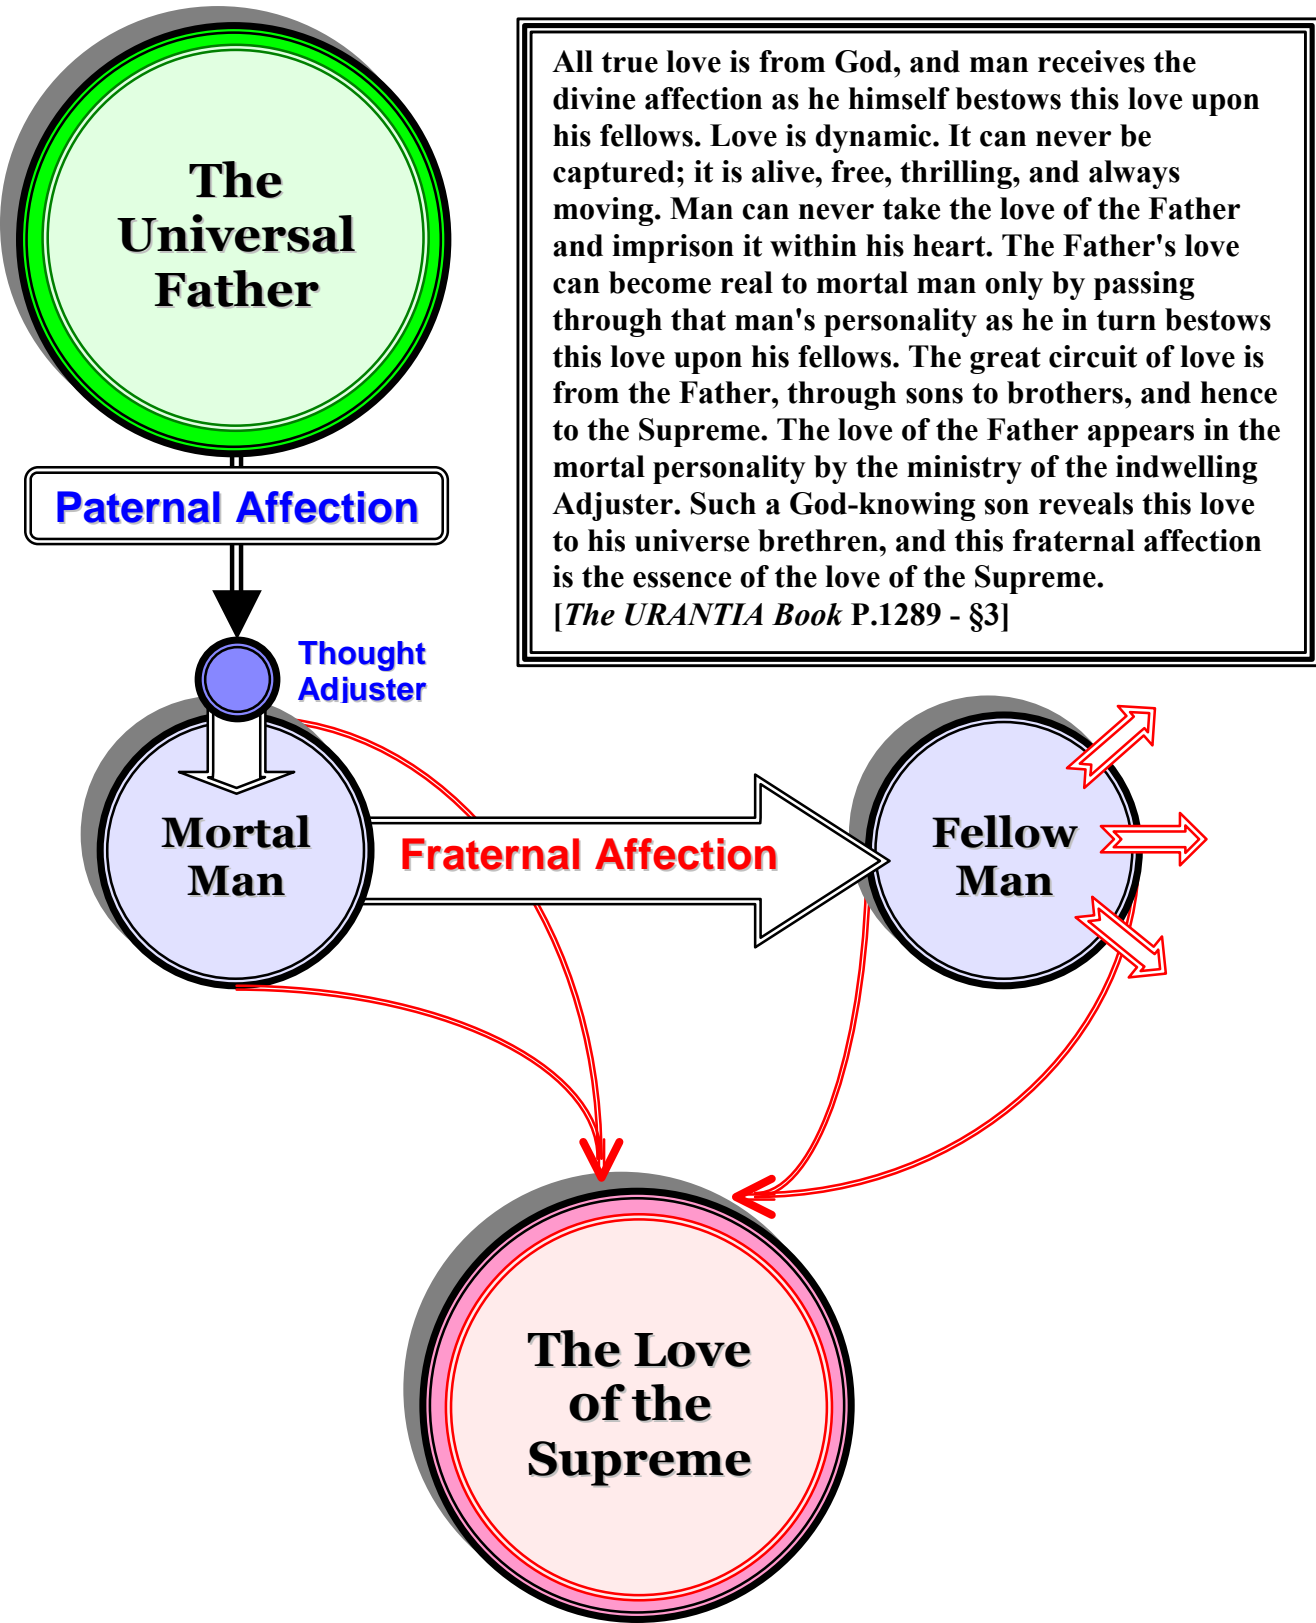 The
Universal
Father
All true love is from God, and man receives the
divine affection as he himself bestows this love upon
his fellows. Love is dynamic. It can never be
captured; it is alive, free, thrilling, and always
moving. Man can never take the love of the Father
and imprison it within his heart. The Father's love
can become real to mortal man only by passing
through that man's personality as he in turn bestows
this love upon his fellows. The great circuit of love is
from the Father, through sons to brothers, and hence
to the Supreme. The love of the Father appears in the
mortal personality by the ministry of the indwelling
Adjuster. Such a God-knowing son reveals this love
to his universe brethren, and this fraternal affection
is the essence of the love of the Supreme.
[The URANTIA Book P.1289 - §3]
Paternal Affection
Thought
Adjuster
Mortal
Man
Fraternal Affection
Fellow
Man
The Love
of the
Supreme